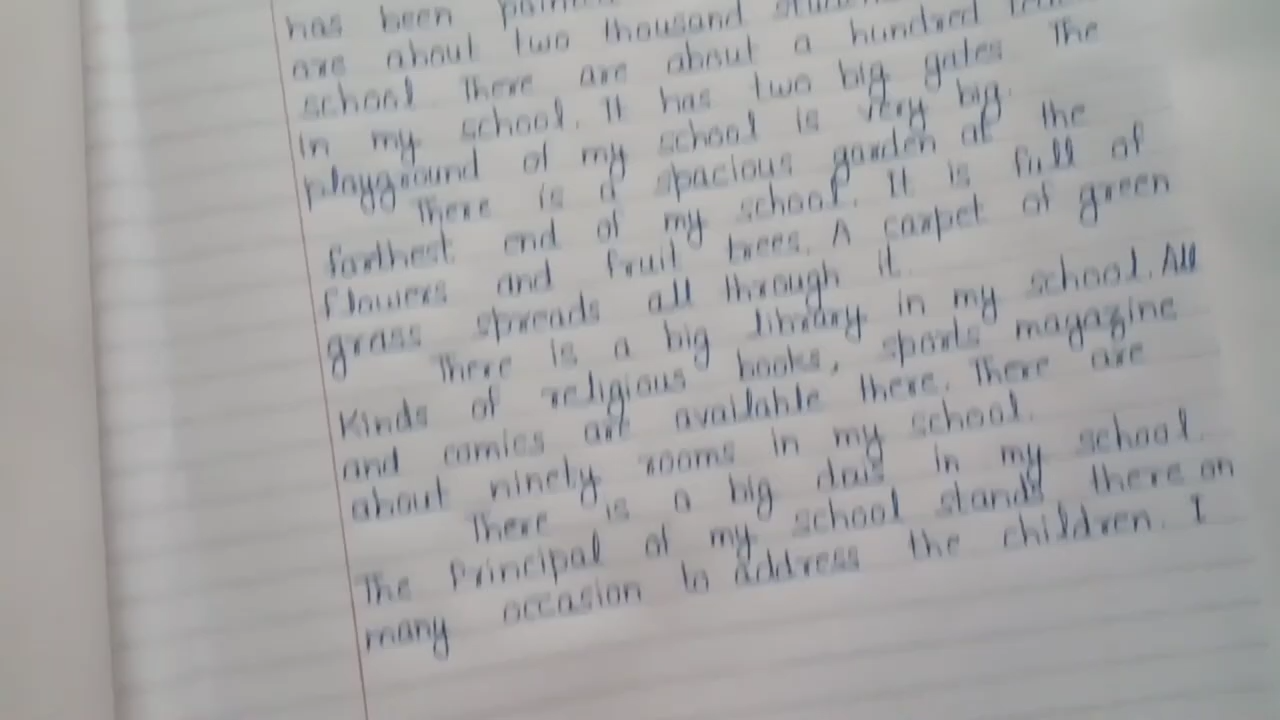 has been
are about two thousand
school There are about a hundred
in my school. It has two big gates The
playground of my school is very big.
There is a spacious garden at the
farthest end of my school. It is full of
flowers and fruit trees. A carpet of green
grass spreads all through it.
There is a big library in my school. All
Kinds of religious books, sports magazine
and comics are available there. There are
about ninety rooms in my school.
There is a big dais in my school.
The Principal of my school stands there on
many occasion to address the children. I